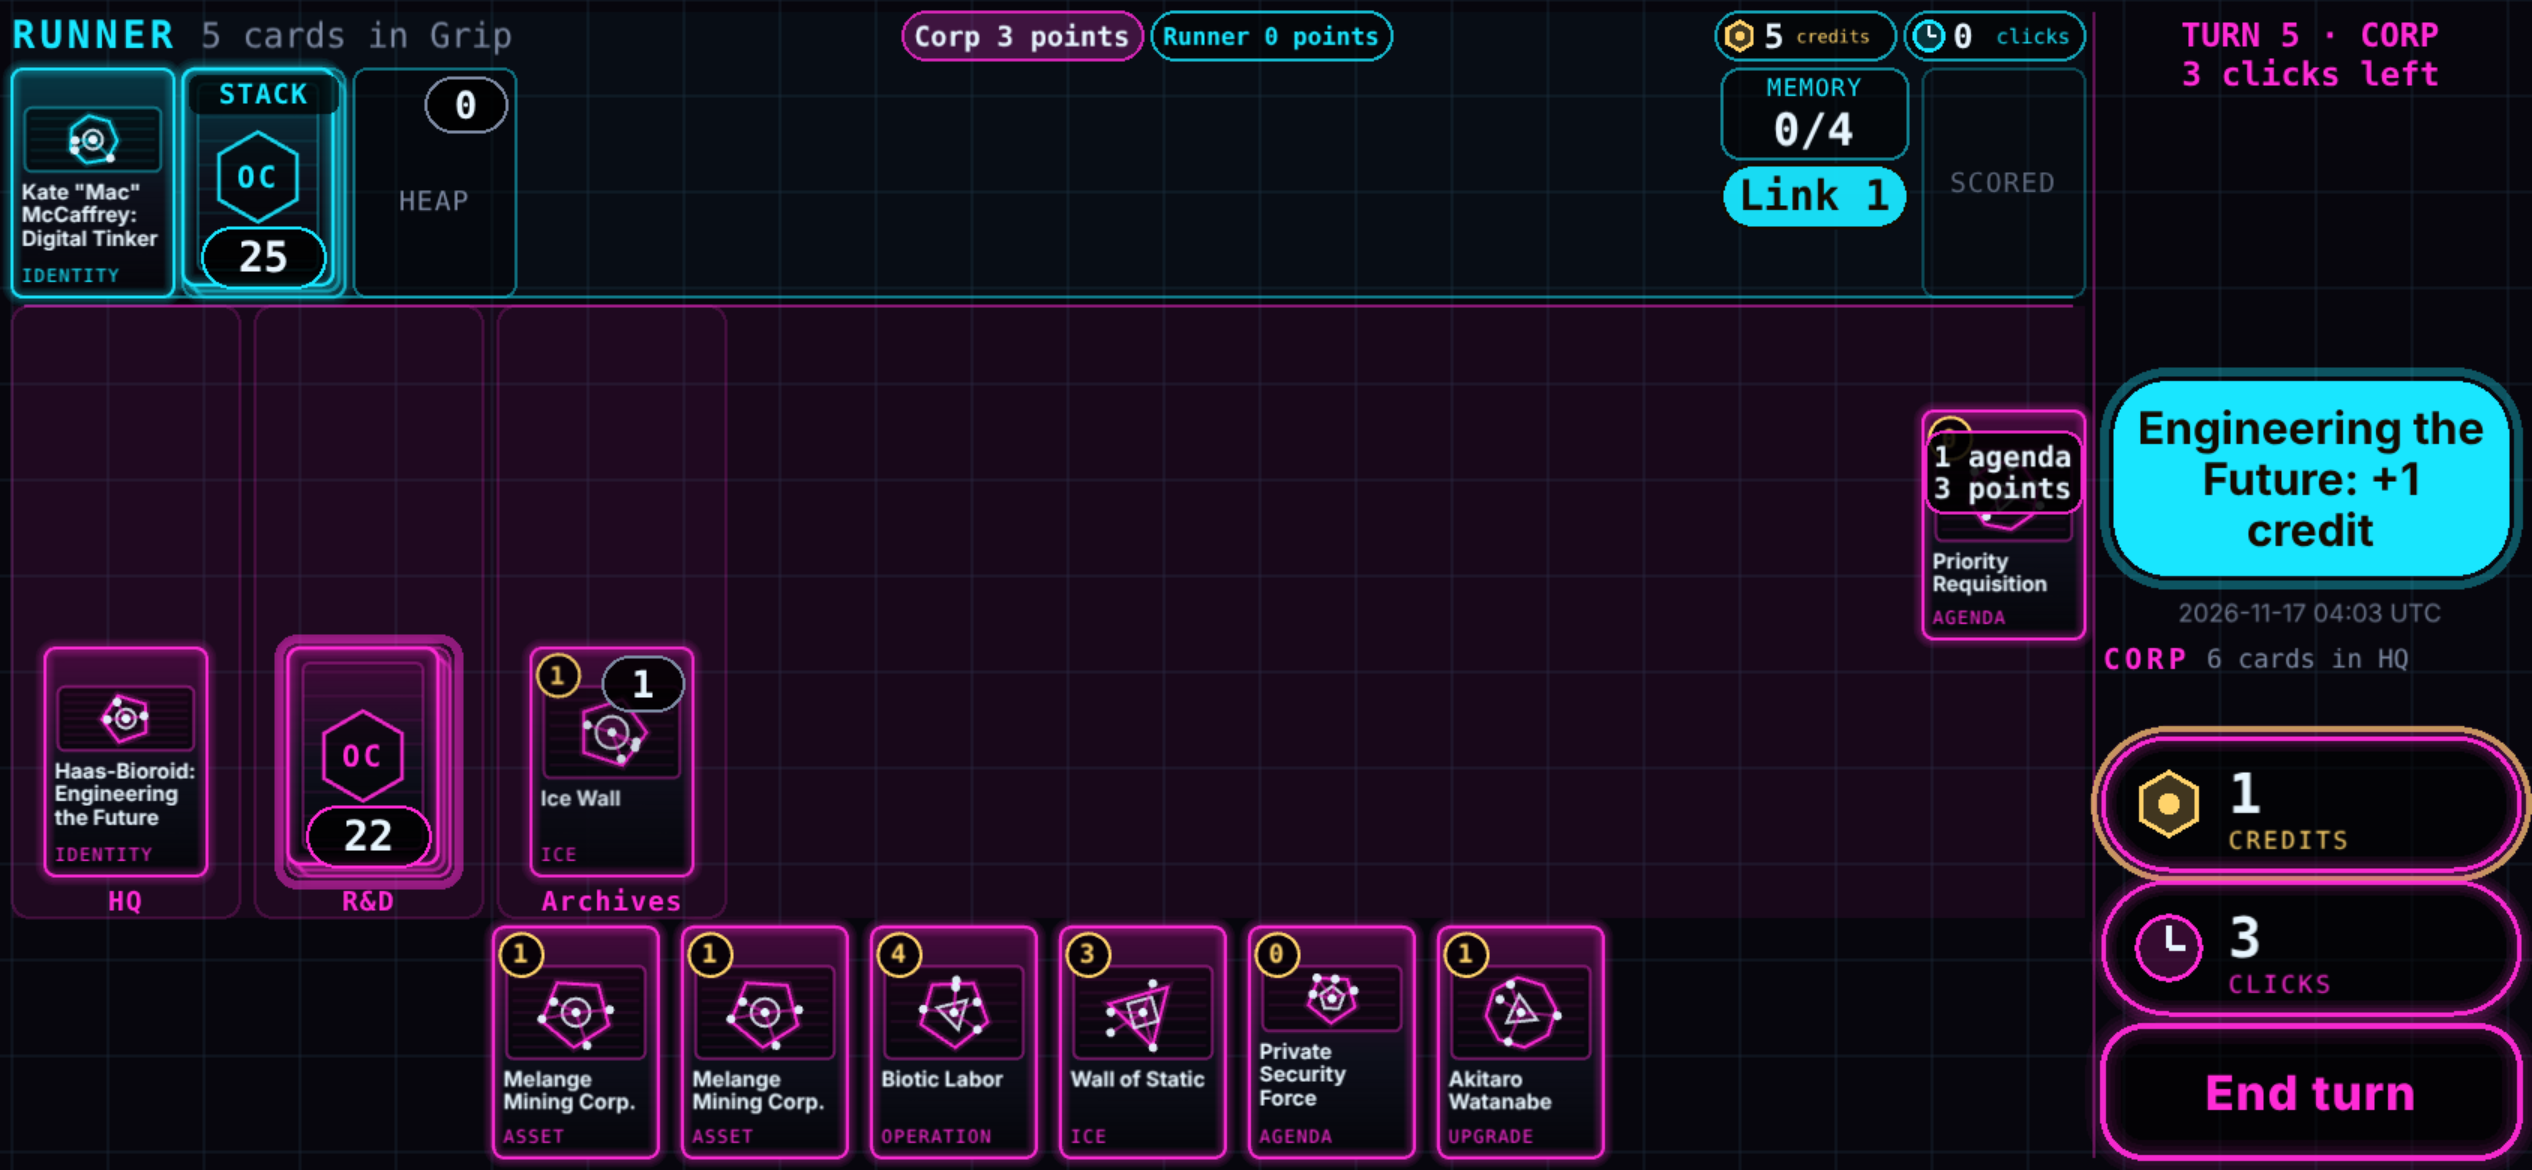 RUNNER 5 cards in Grip
Corp 3 points
Runner 0 points
5 credits
0 clicks
TURN 5 · CORP
3 clicks left
Kate "Mac"
McCaffrey:
Digital Tinker
IDENTITY
STACK
OC
25
0
HEAP
MEMORY
0/4
Link 1
SCORED
Engineering the
Future: +1
credit
2026-11-17 04:03 UTC
CORP 6 cards in HQ
1 agenda
3 points
Priority
Requisition
AGENDA
Haas-Bioroid:
Engineering
the Future
IDENTITY
HQ
OC
22
R&D
1
1
Ice Wall
ICE
Archives
1
CREDITS
3
CLICKS
End turn
1
Melange
Mining Corp.
ASSET
1
Melange
Mining Corp.
ASSET
4
Biotic Labor
OPERATION
3
Wall of Static
ICE
0
Private
Security
Force
AGENDA
1
Akitaro
Watanabe
UPGRADE